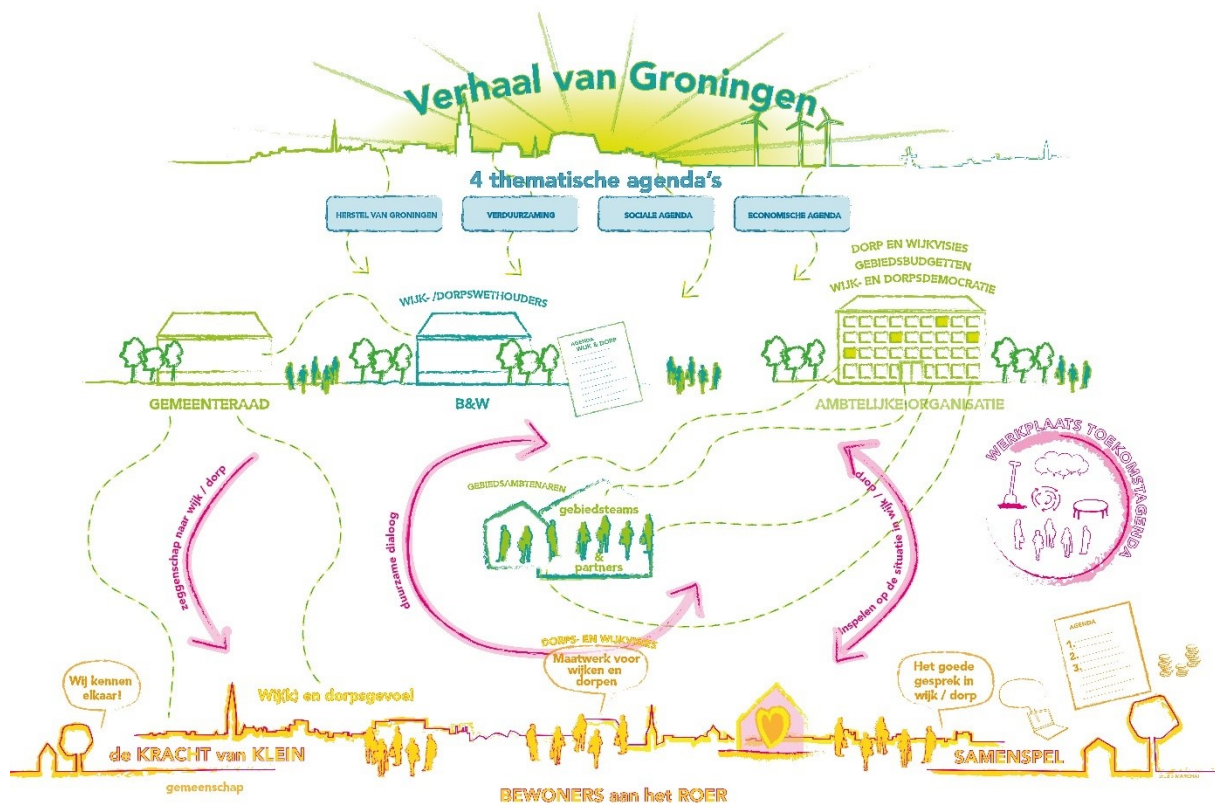 Verhaal van Groningen
4 thematische agenda's
HERSTEL VAN GRONINGEN
VERDUURZAMING
SOCIALE AGENDA
ECONOMISCHE AGENDA
DORP EN WIJKVISIES
GEBIEDSBUDGETTEN
WIJK- EN DORPSDEMOCRATIE
WIJK- /DORPSWETHOUDERS
AGENDA
WIJK & DORP
GEMEENTERAAD
B&W
AMBTELIJKE ORGANISATIE
WERKPLAATS TOEKOMSTAGENDA
zeggenschap naar wijk / dorp
duurzame dialoog
GEBIEDSAMBTENAREN
gebiedsteams
&
partners
inspelen op de situatie in wijk / dorp
DORPS- EN WIJKVISIES
Maatwerk voor
wijken en
dorpen
Wij kennen
elkaar!
Wij(k) en dorpsgevoel
Het goede
gesprek in
wijk / dorp
AGENDA
1.
2.
3.
de KRACHT van KLEIN
gemeenschap
SAMENSPEL
BEWONERS aan het ROER